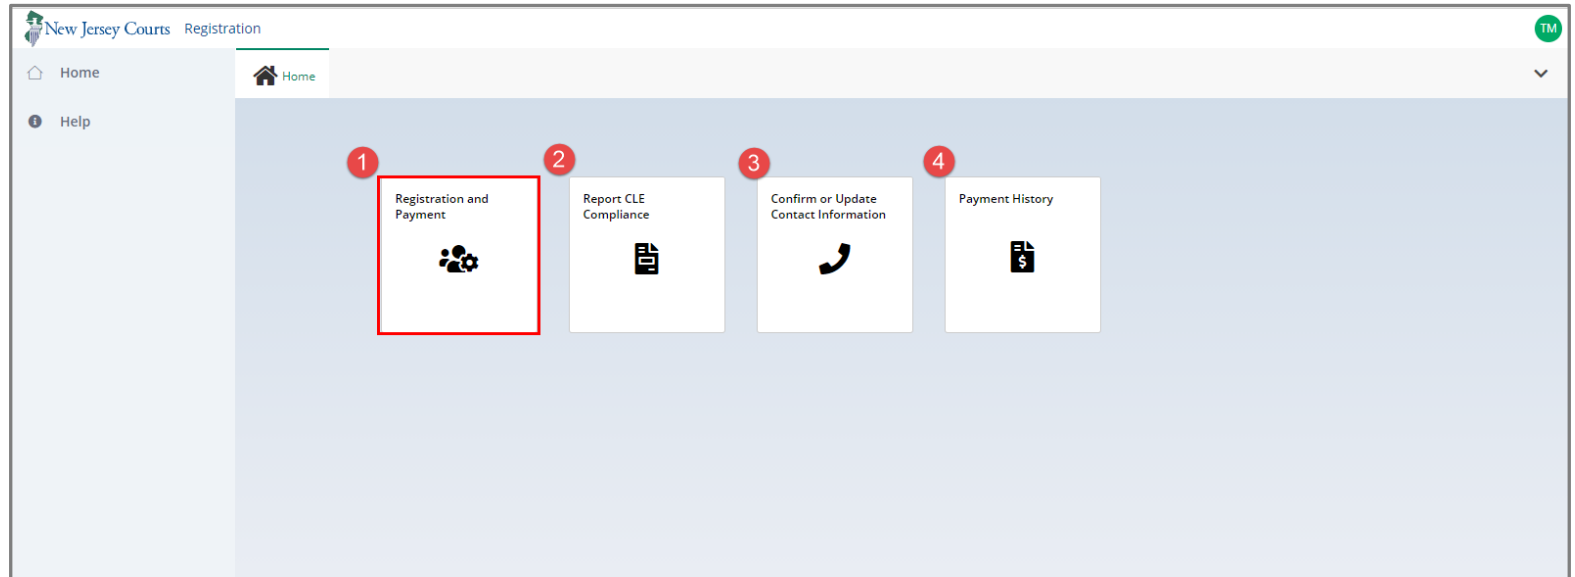 New Jersey Courts Registration
TM
Home
Help
Home
1
2
3
4
Registration and
Payment
Report CLE
Compliance
Confirm or Update
Contact Information
Payment History
$